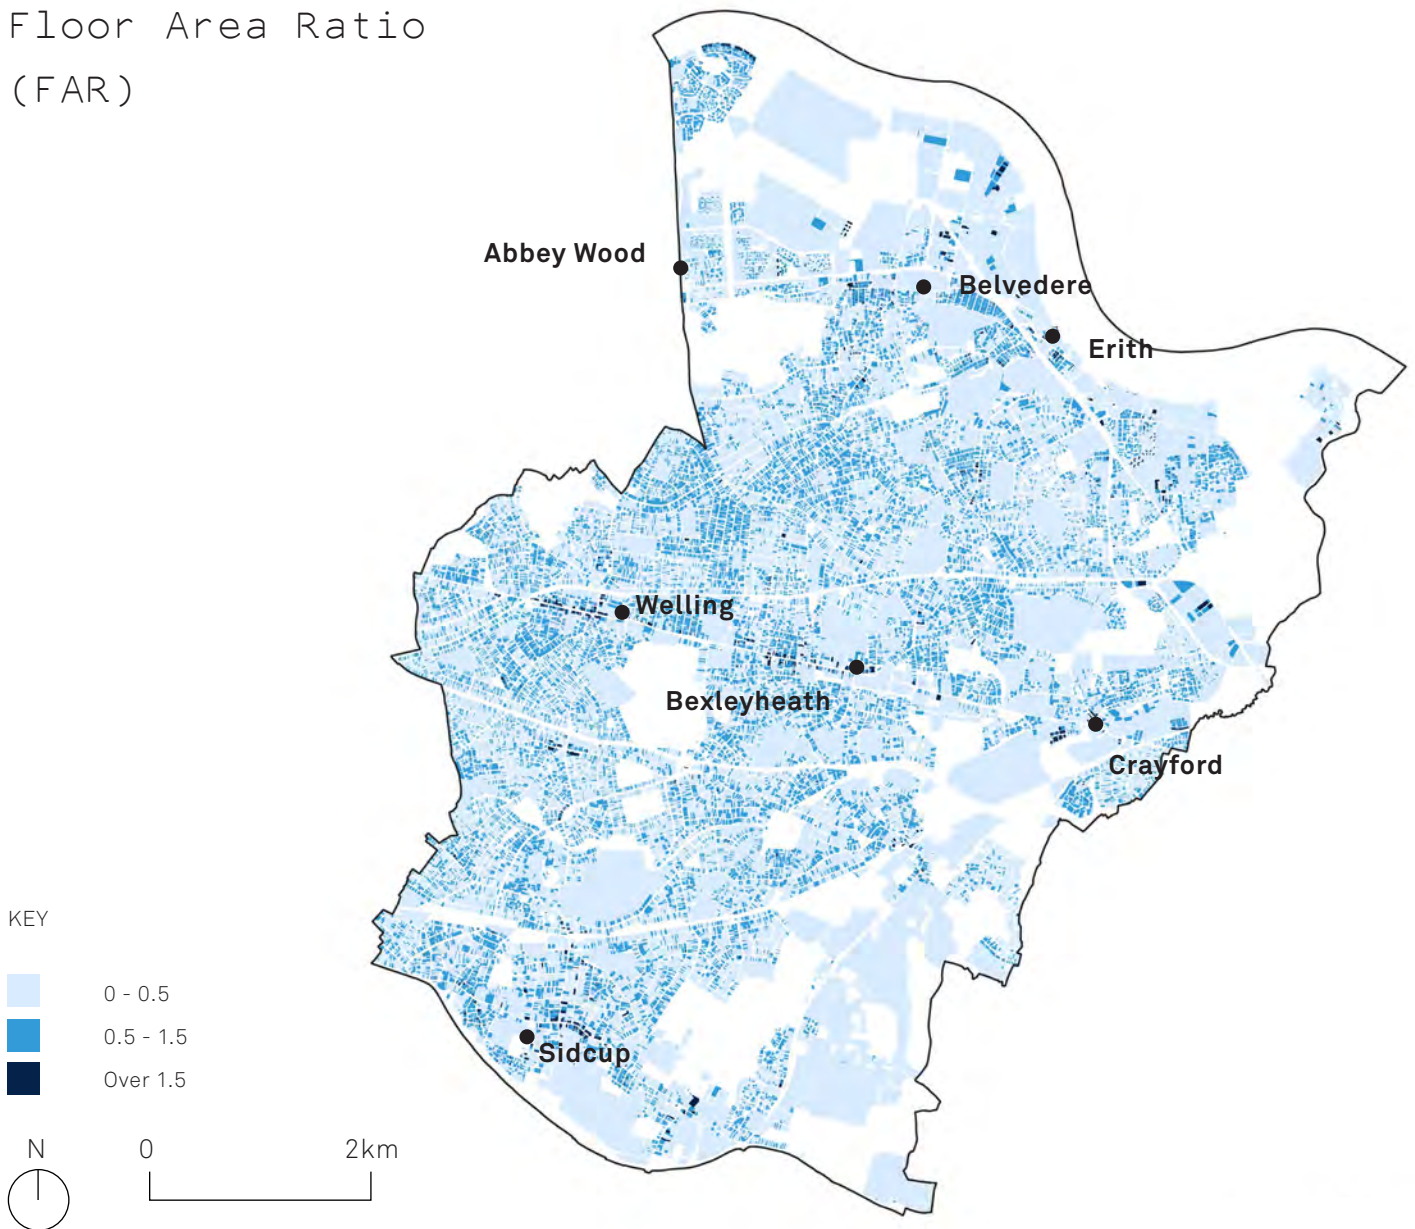 Floor Area Ratio
(FAR)
Abbey Wood
Belvedere
Erith
Welling
Bexleyheath
Crayford
Sidcup
KEY
0 - 0.5
0.5 - 1.5
Over 1.5
N
0 2km